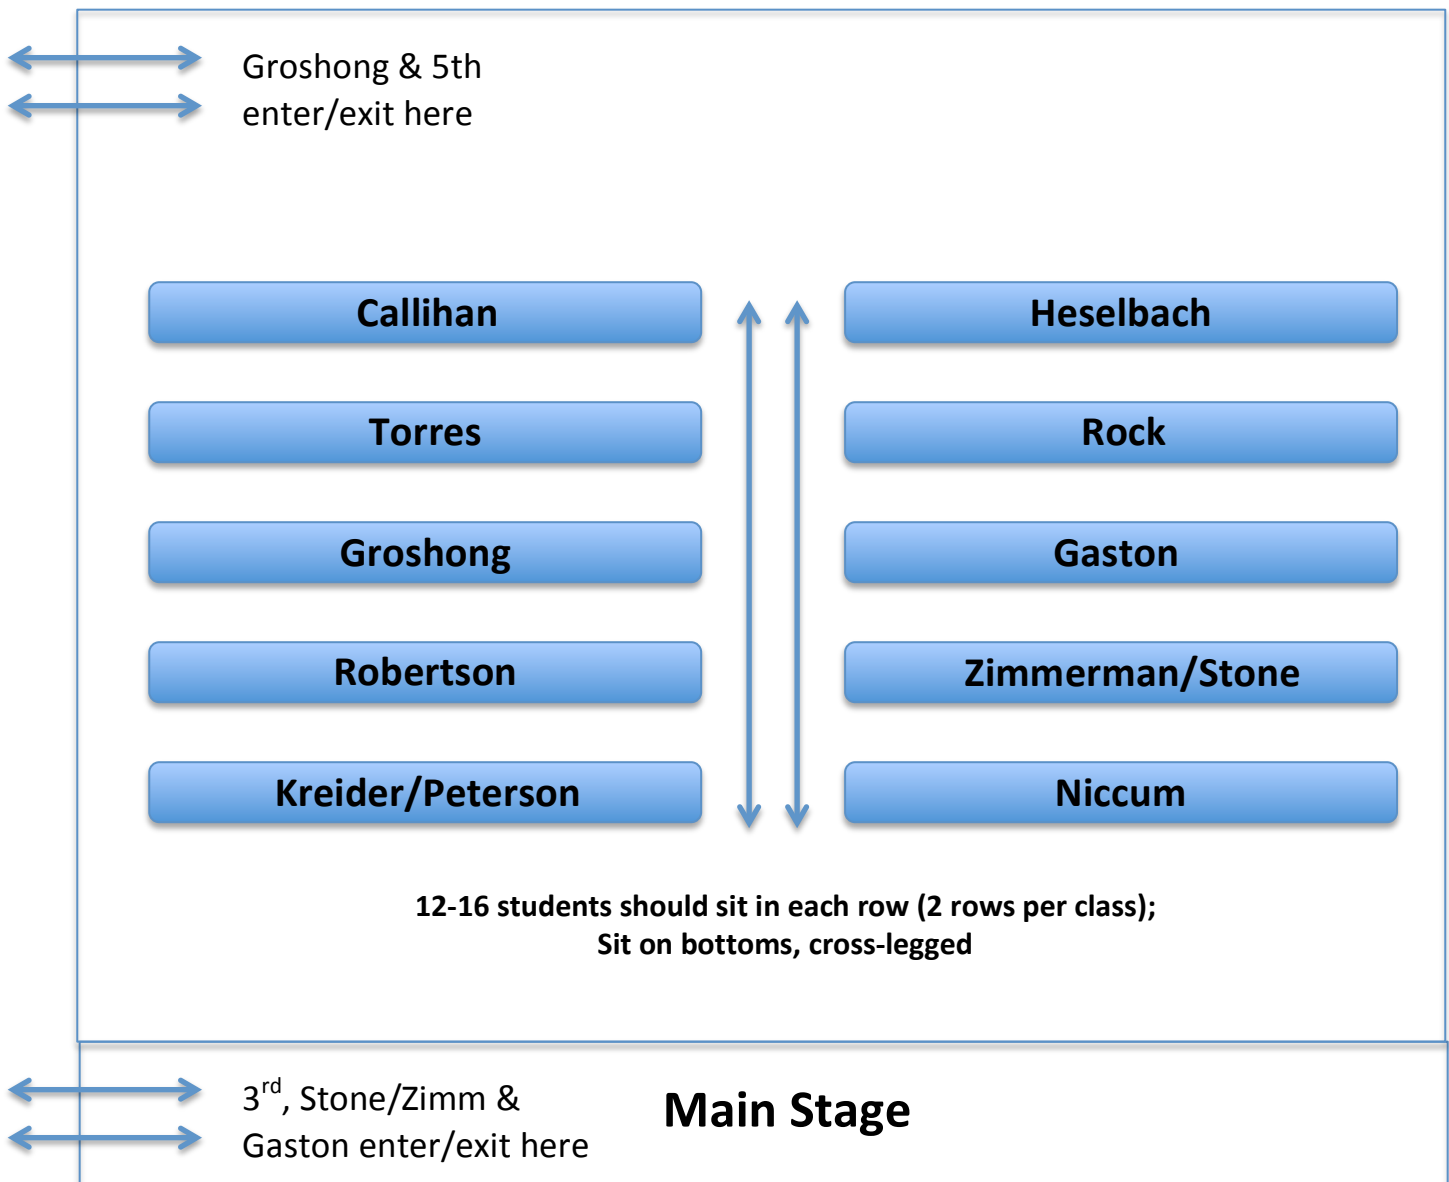 Groshong & 5th
enter/exit here
Callihan
Heselbach
Torres
Rock
Groshong
Gaston
Robertson
Zimmerman/Stone
Kreider/Peterson
Niccum
12-16 students should sit in each row (2 rows per class);
Sit on bottoms, cross-legged
3rd, Stone/Zimm &
Gaston enter/exit here
Main Stage